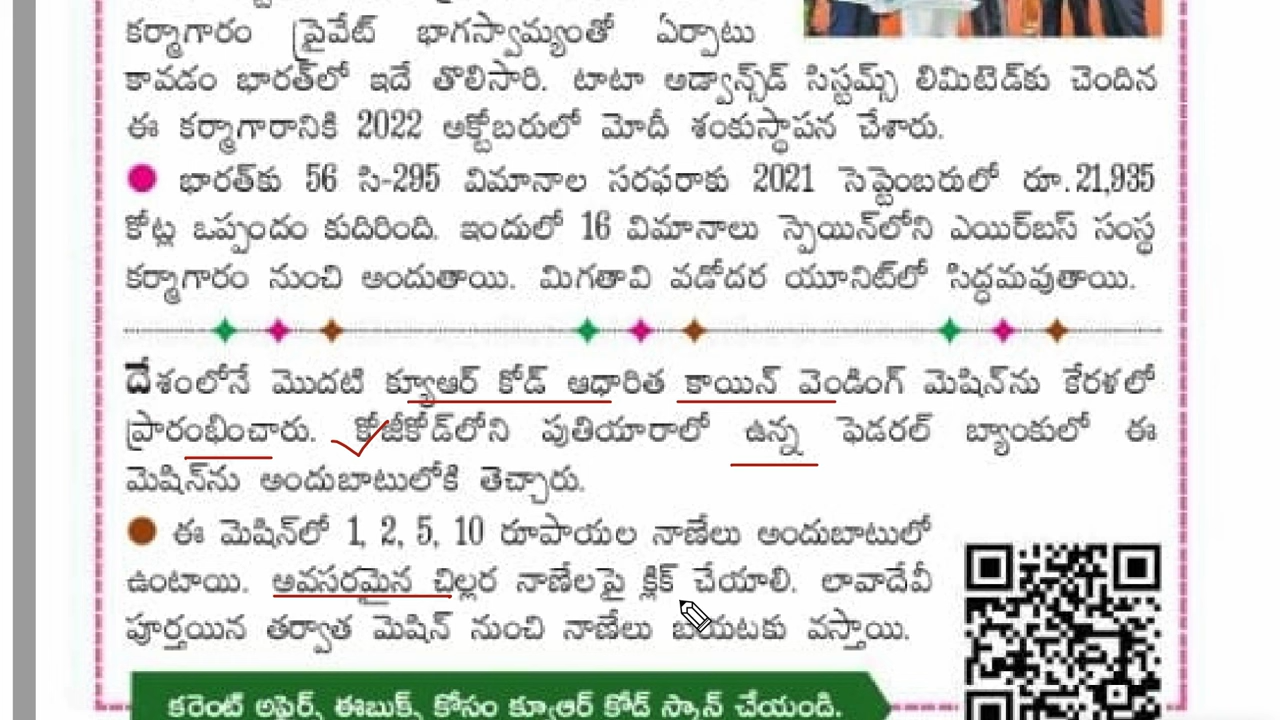 కర్మాగారం ప్రైవేట్ భాగస్వామ్యంతో ఏర్పాటు
కావడం భారత్‌లో ఇదే తొలిసారి. టాటా అడ్వాన్స్‌డ్ సిస్టమ్స్ లిమిటెడ్‌కు చెందిన
ఈ కర్మాగారానికి 2022 అక్టోబరులో మోదీ శంకుస్థాపన చేశారు.
● భారత్‌కు 56 సి-295 విమానాల సరఫరాకు 2021 సెప్టెంబరులో రూ.21,935
కోట్ల ఒప్పందం కుదిరింది. ఇందులో 16 విమానాలు స్పెయిన్‌లోని ఎయిర్‌బస్ సంస్థ
కర్మాగారం నుంచి అందుతాయి. మిగతావి వడోదర యూనిట్‌లో సిద్ధమవుతాయి.
దేశంలోనే మొదటి క్యూఆర్ కోడ్ ఆధారిత కాయిన్ వెండింగ్ మెషిన్‌ను కేరళలో
ప్రారంభించారు. కోజీకోడ్‌లోని పుతియారాలో ఉన్న ఫెడరల్ బ్యాంకులో ఈ
మెషిన్‌ను అందుబాటులోకి తెచ్చారు.
● ఈ మెషిన్‌లో 1, 2, 5, 10 రూపాయల నాణేలు అందుబాటులో
ఉంటాయి. అవసరమైన చిల్లర నాణేలపై క్లిక్ చేయాలి. లావాదేవీ
పూర్తయిన తర్వాత మెషిన్ నుంచి నాణేలు బయటకు వస్తాయి.
కరెంట్ అఫైర్స్ ఈబుక్స్ కోసం క్యూఆర్ కోడ్ స్కాన్ చేయండి.